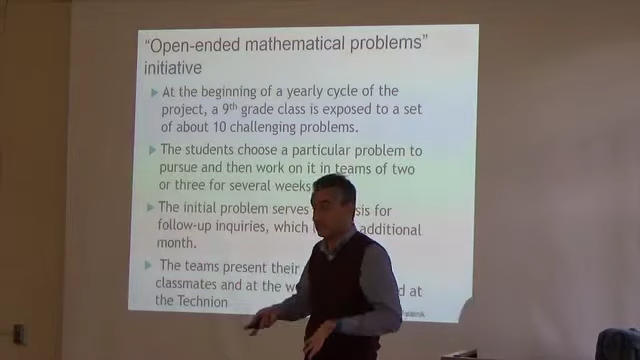 "Open-ended mathematical problems"
initiative
At the beginning of a yearly cycle of the
project, a 9th grade class is exposed to a set
of about 10 challenging problems.
The students choose a particular problem to
pursue and then work on it in teams of two
or three for several weeks
The initial problem serves for
follow-up inquiries, which additional
month.
The teams present their
classmates and at the at
the Technion